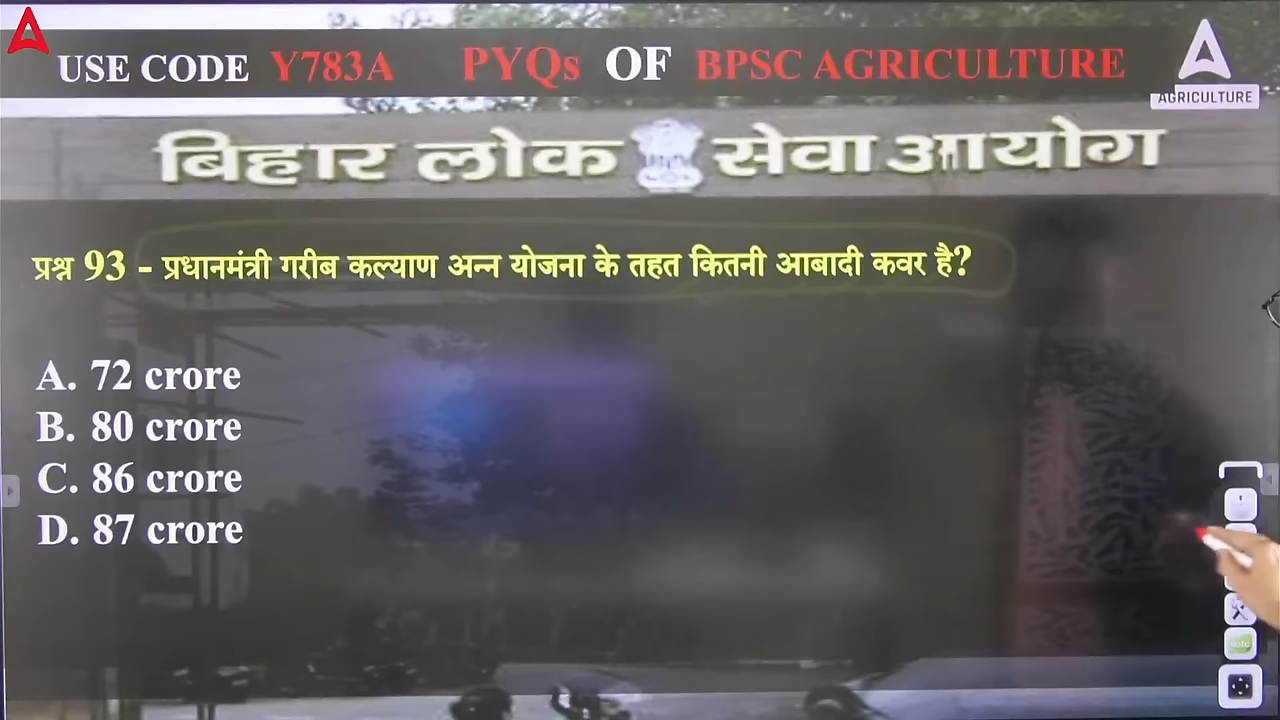 USE CODE Y783A PYQs OF BPSC AGRICULTURE
AGRICULTURE
बिहार लोक सेवा आयोग
प्रश्न 93 - प्रधानमंत्री गरीब कल्याण अन्न योजना के तहत कितनी आबादी कवर है?
A. 72 crore
B. 80 crore
C. 86 crore
D. 87 crore